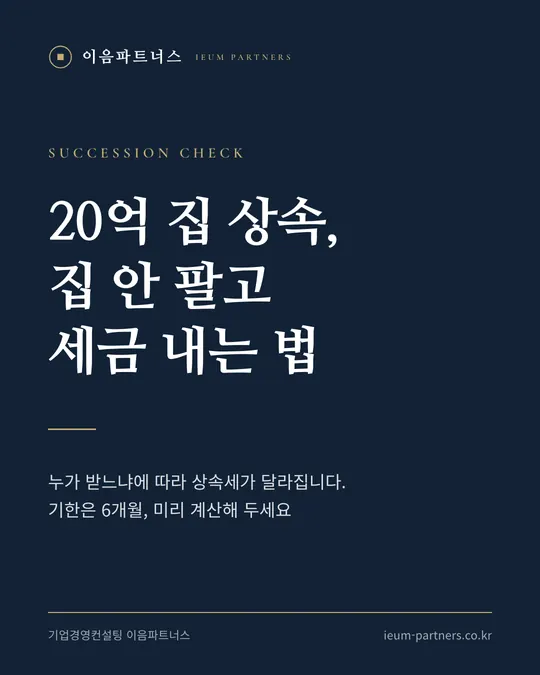 이음파트너스 IEUM PARTNERS
SUCCESSION CHECK
20억 집 상속,
집 안 팔고
세금 내는 법
누가 받느냐에 따라 상속세가 달라집니다.
기한은 6개월, 미리 계산해 두세요
기업경영컨설팅 이음파트너스 ieum-partners.co.kr